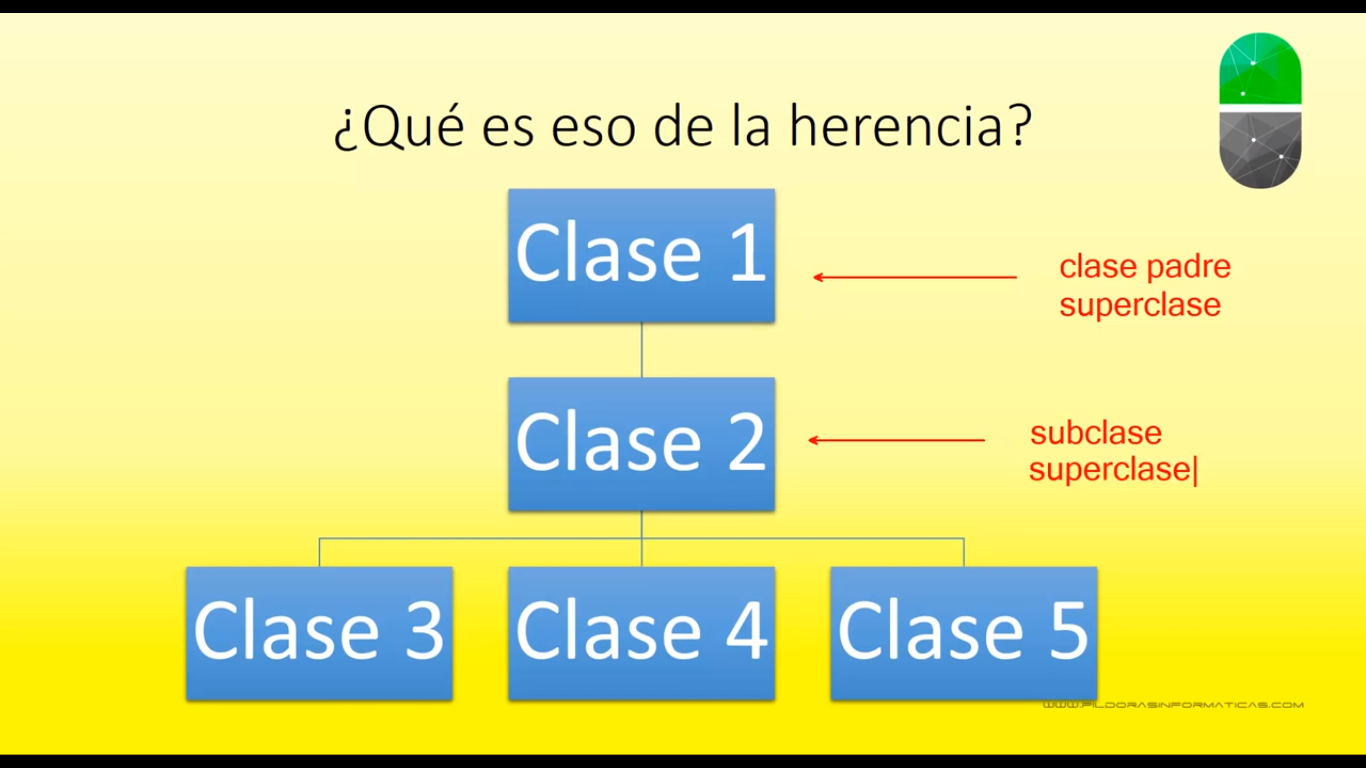 ¿Qué es eso de la herencia?
Clase 1
clase padre
superclase
Clase 2
subclase
superclase
Clase 3
Clase 4
Clase 5
WWW.PILDORASINFORMATICAS.COM